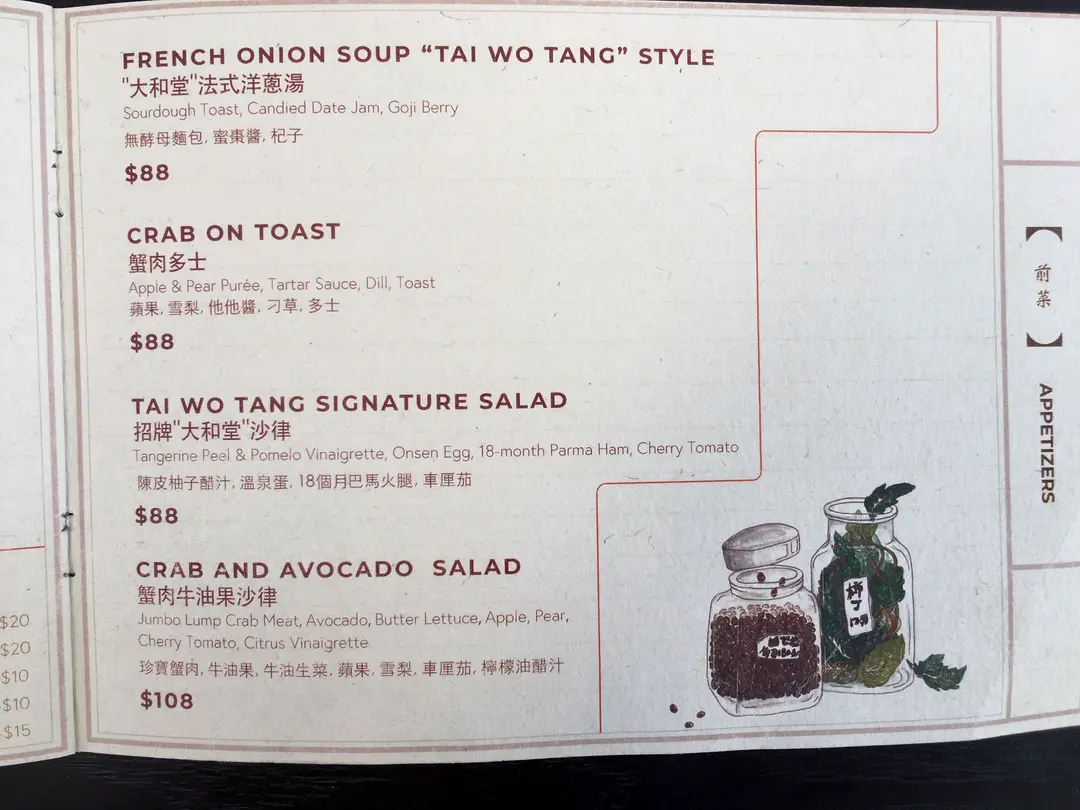 FRENCH ONION SOUP “TAI WO TANG” STYLE
"大和堂"法式洋蔥湯
Sourdough Toast, Candied Date Jam, Goji Berry
無酵母麵包, 蜜棗醬, 杞子
$88
CRAB ON TOAST
蟹肉多士
Apple & Pear Purée, Tartar Sauce, Dill, Toast
蘋果, 雪梨, 他他醬, 刁草, 多士
$88
TAI WO TANG SIGNATURE SALAD
招牌"大和堂"沙律
Tangerine Peel & Pomelo Vinaigrette, Onsen Egg, 18-month Parma Ham, Cherry Tomato
陳皮柚子醋汁, 溫泉蛋, 18個月巴馬火腿, 車厘茄
$88
CRAB AND AVOCADO SALAD
蟹肉牛油果沙律
Jumbo Lump Crab Meat, Avocado, Butter Lettuce, Apple, Pear,
Cherry Tomato, Citrus Vinaigrette
珍寶蟹肉, 牛油果, 牛油生菜, 蘋果, 雪梨, 車厘茄, 檸檬油醋汁
$108
【前菜】
APPETIZERS
$20
$20
$10
$10
$15